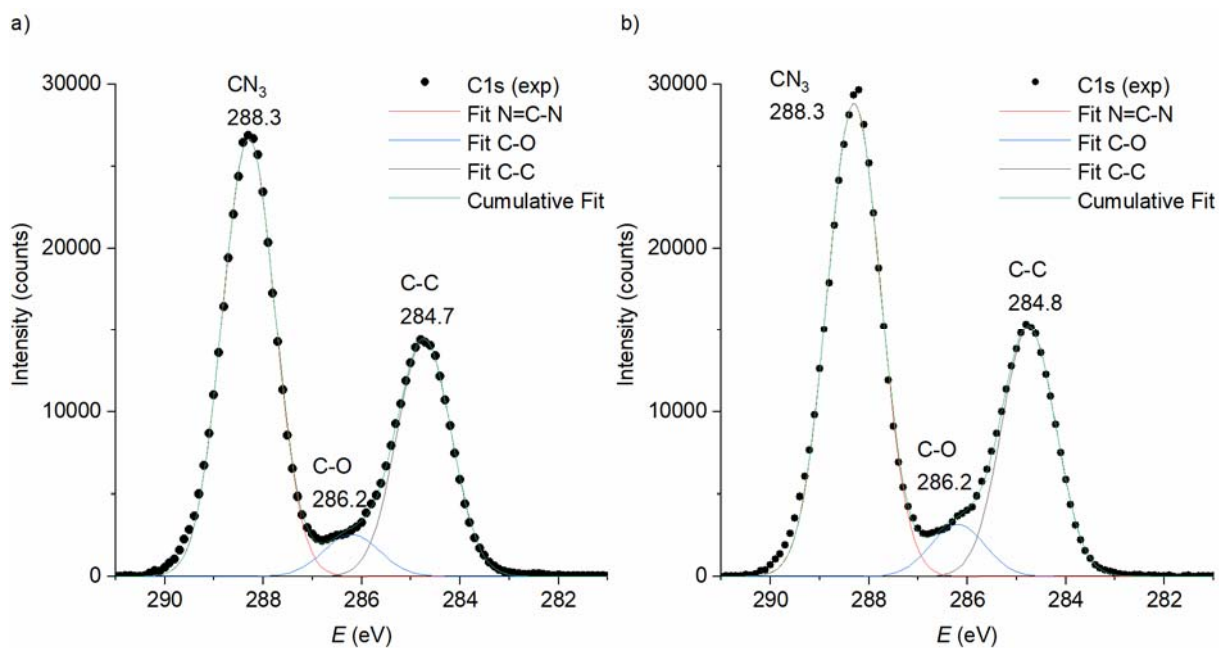 a)
30000
20000
10000
0
Intensity (counts)
CN₃
288.3
C-O
286.2
C-C
284.7
C1s (exp)
Fit N=C-N
Fit C-O
Fit C-C
Cumulative Fit
290
288
286
284
282
E (eV)
b)
30000
20000
10000
0
Intensity (counts)
CN₃
288.3
C-O
286.2
C-C
284.8
C1s (exp)
Fit N=C-N
Fit C-O
Fit C-C
Cumulative Fit
290
288
286
284
282
E (eV)